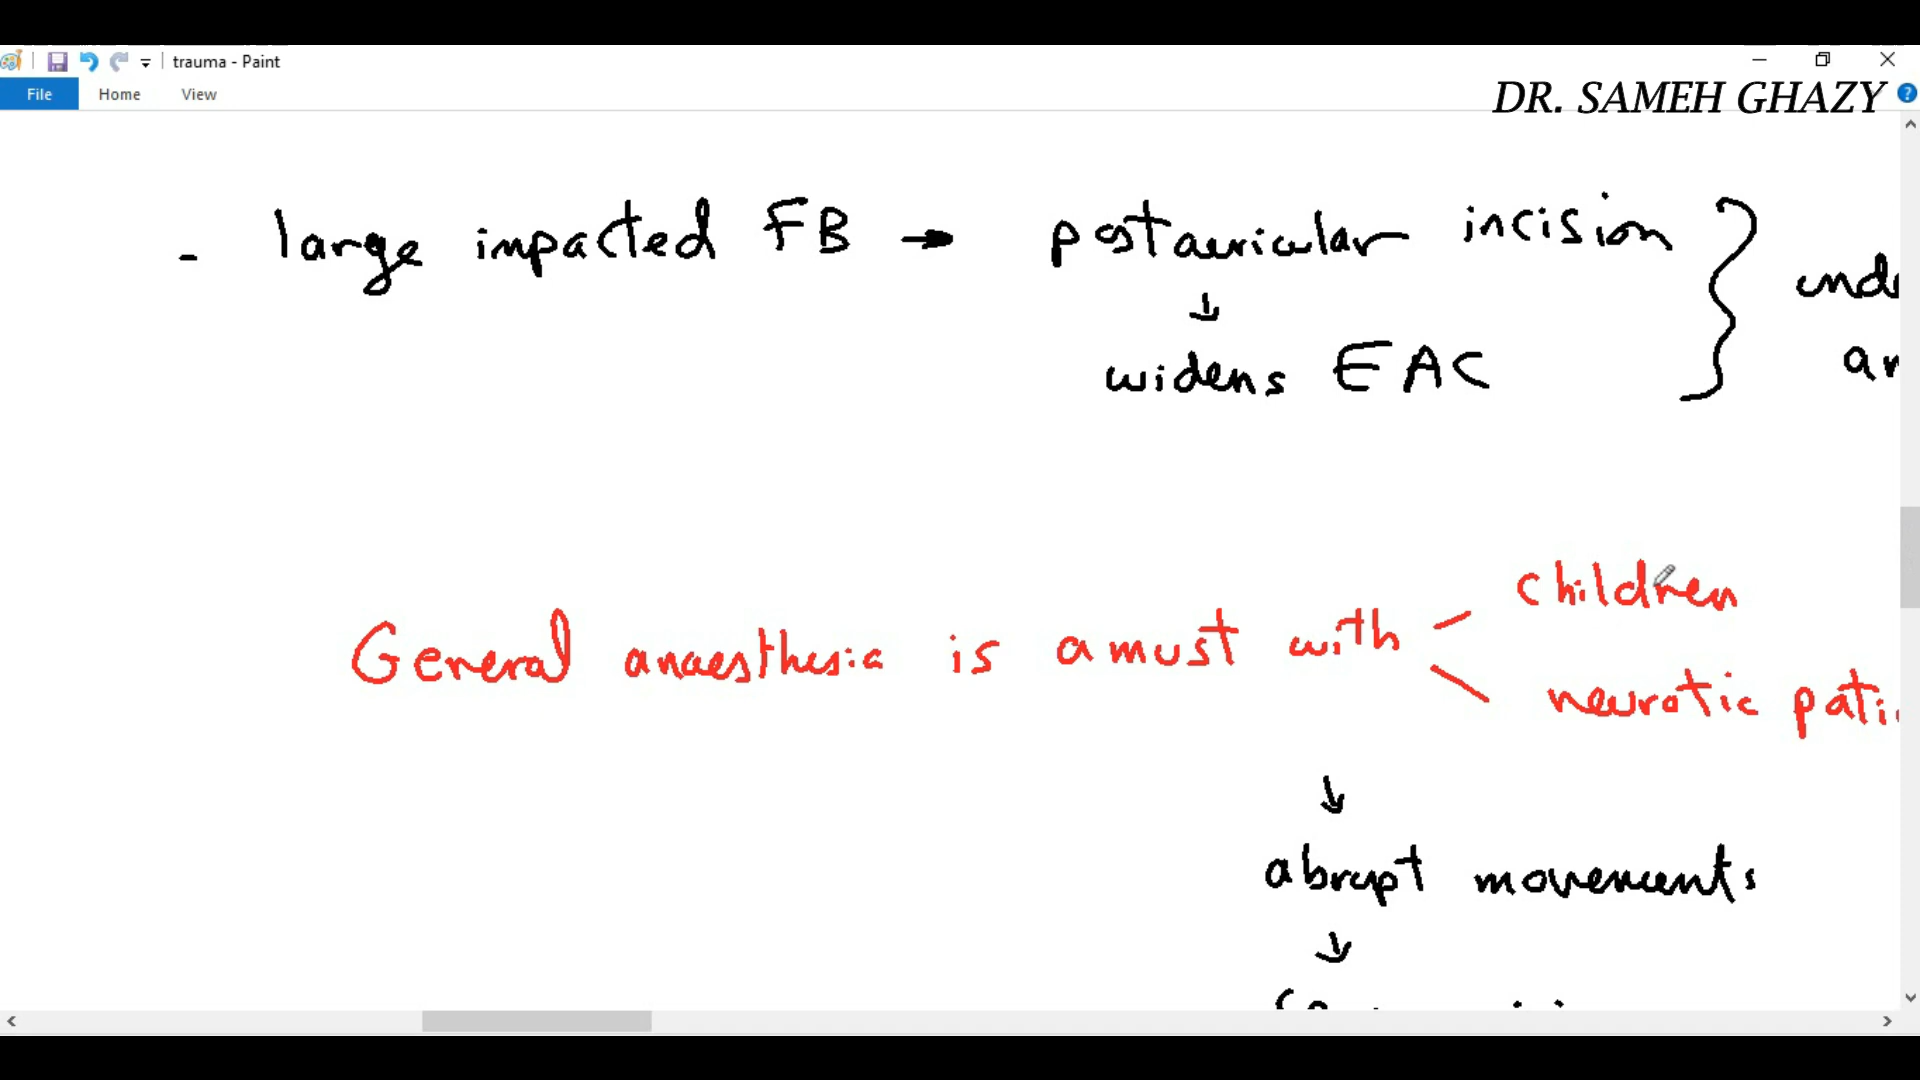 trauma - Paint
File Home View
DR. SAMEH GHAZY
- large impacted FB → postauricular incision
↓
widens EAC
General anaesthesia is a must with
children
neurotic
↓
abrupt movements
↓